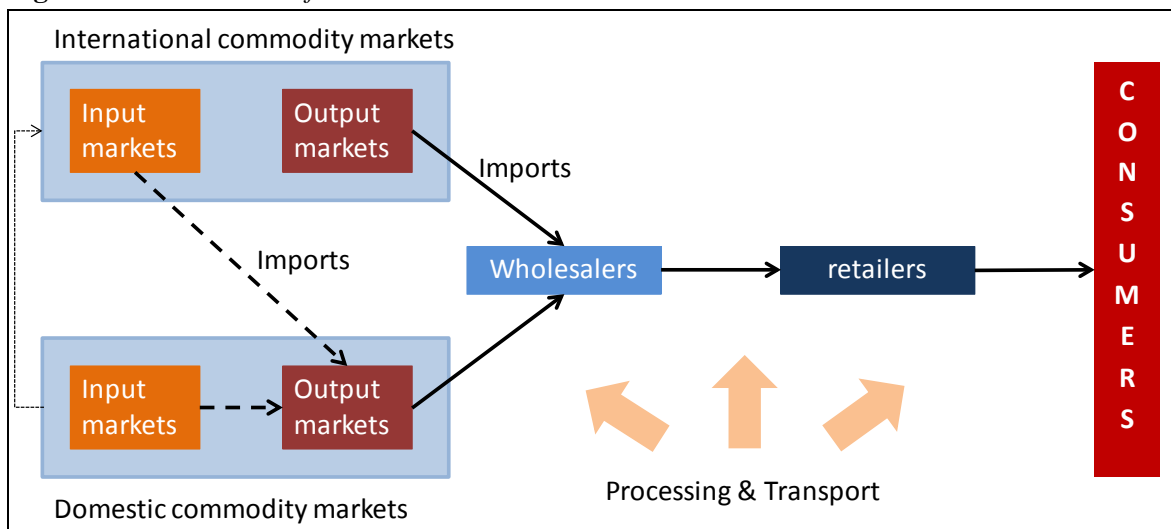 International commodity markets
Input
markets
Output
markets
Imports
Imports
Wholesalers
retailers
C
O
N
S
U
M
E
R
S
Input
markets
Output
markets
Processing & Transport
Domestic commodity markets